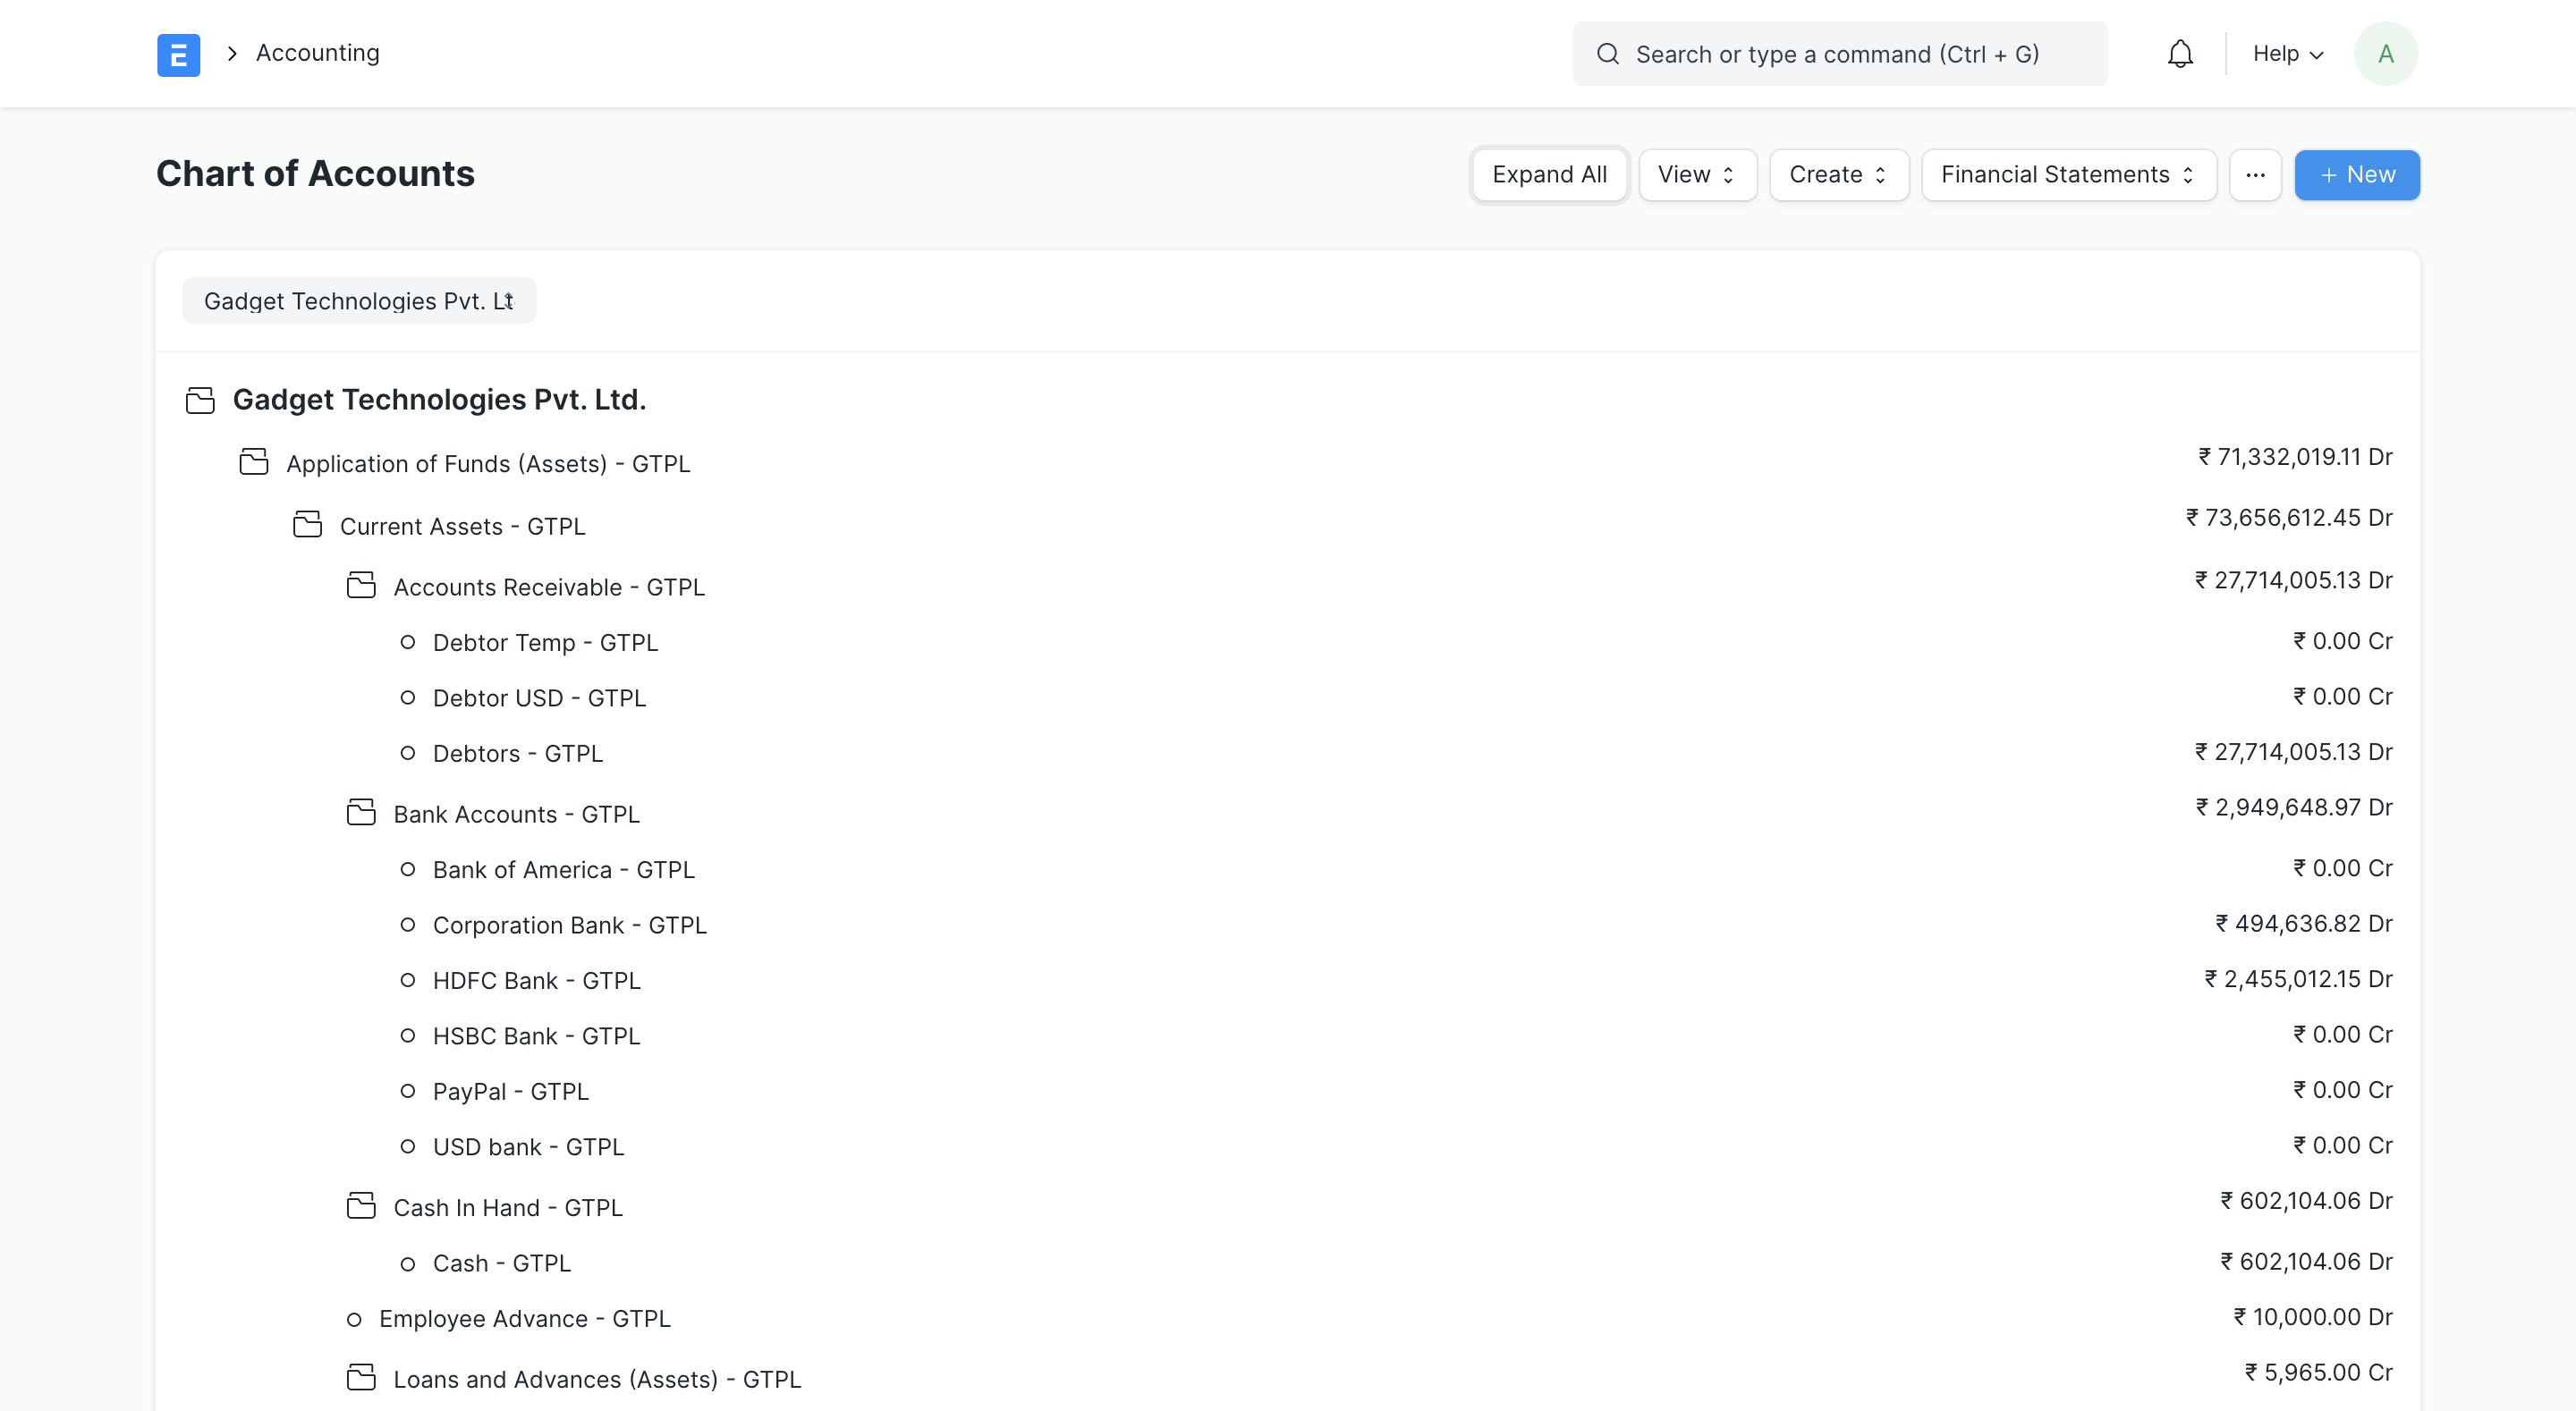 E > Accounting Search or type a command (Ctrl + G) Help A
Chart of Accounts Expand All View Create Financial Statements ... + New
Gadget Technologies Pvt. Lt
Gadget Technologies Pvt. Ltd.
Application of Funds (Assets) - GTPL ₹ 71,332,019.11 Dr
Current Assets - GTPL ₹ 73,656,612.45 Dr
Accounts Receivable - GTPL ₹ 27,714,005.13 Dr
Debtor Temp - GTPL ₹ 0.00 Cr
Debtor USD - GTPL ₹ 0.00 Cr
Debtors - GTPL ₹ 27,714,005.13 Dr
Bank Accounts - GTPL ₹ 2,949,648.97 Dr
Bank of America - GTPL ₹ 0.00 Cr
Corporation Bank - GTPL ₹ 494,636.82 Dr
HDFC Bank - GTPL ₹ 2,455,012.15 Dr
HSBC Bank - GTPL ₹ 0.00 Cr
PayPal - GTPL ₹ 0.00 Cr
USD bank - GTPL ₹ 0.00 Cr
Cash In Hand - GTPL ₹ 602,104.06 Dr
Cash - GTPL ₹ 602,104.06 Dr
Employee Advance - GTPL ₹ 10,000.00 Dr
Loans and Advances (Assets) - GTPL ₹ 5,965.00 Cr